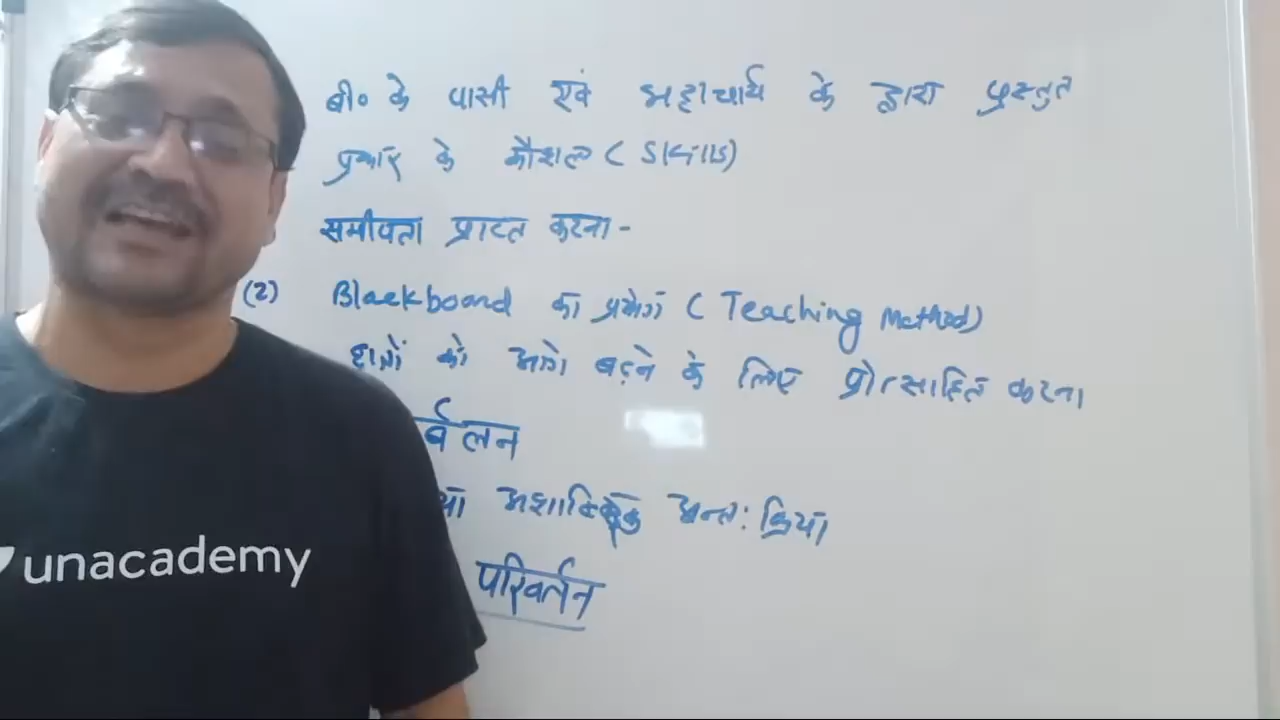 बी० के पासी एवं भट्टाचार्य के द्वारा प्रस्तुत
प्रकार के कौशल ( Skills)
समीपता प्राप्त करना -
(2) Blackboard का प्रयोग ( Teaching Method)
छात्रों को आगे बढ़ने के लिए प्रोत्साहित करना
र्बलन
अशाब्दिक अन्त: क्रिया
परिवर्तन
unacademy